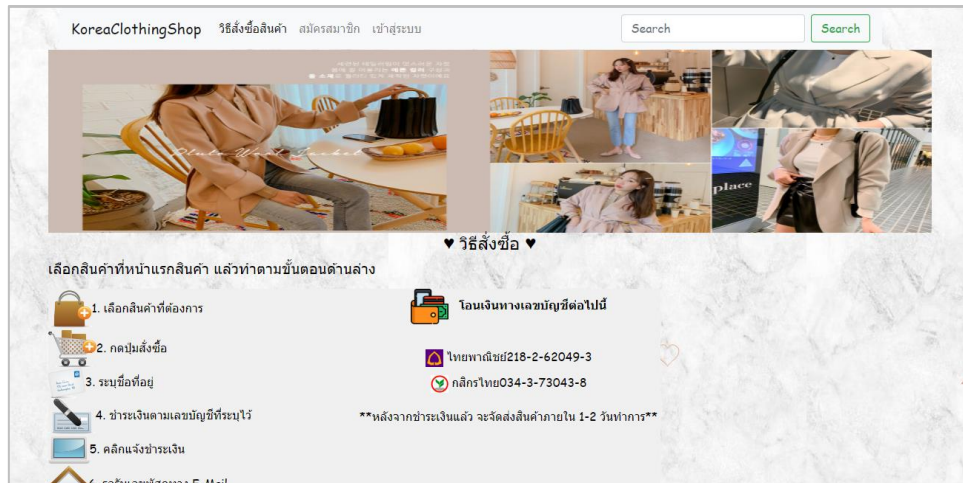 KoreaClothingShop วิธีสั่งซื้อสินค้า สมัครสมาชิก เข้าสู่ระบบ Search Search
Pluto Wool Jacket
place
♥ วิธีสั่งซื้อ ♥
เลือกสินค้าที่หน้าแรกสินค้า แล้วทำตามขั้นตอนด้านล่าง
1. เลือกสินค้าที่ต้องการ
2. กดปุ่มสั่งซื้อ
3. ระบุชื่อที่อยู่
4. ชำระเงินตามเลขบัญชีที่ระบุไว้
5. คลิกแจ้งชำระเงิน
โอนเงินทางเลขบัญชีต่อไปนี้
ไทยพาณิชย์218-2-62049-3
กสิกรไทย034-3-73043-8
**หลังจากชำระเงินแล้ว จะจัดส่งสินค้าภายใน 1-2 วันทำการ**